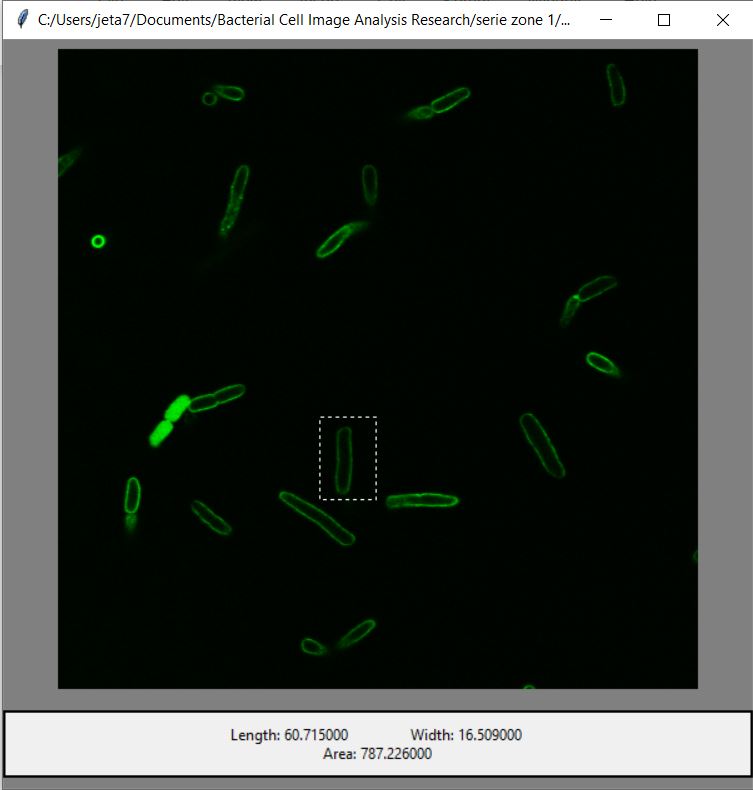 C:/Users/jeta7/Documents/Bacterial Cell Image Analysis Research/serie zone 1/...
Length: 60.715000 Width: 16.509000
Area: 787.226000